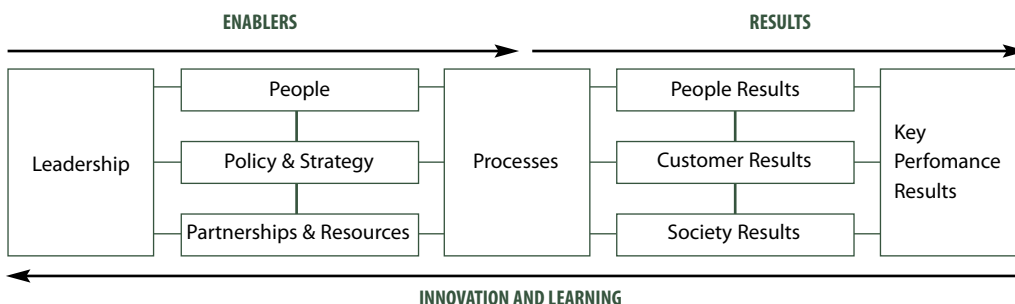 ENABLERS
RESULTS
Leadership
People
Policy & Strategy
Partnerships & Resources
Processes
People Results
Customer Results
Society Results
Key
Perfomance
Results
INNOVATION AND LEARNING